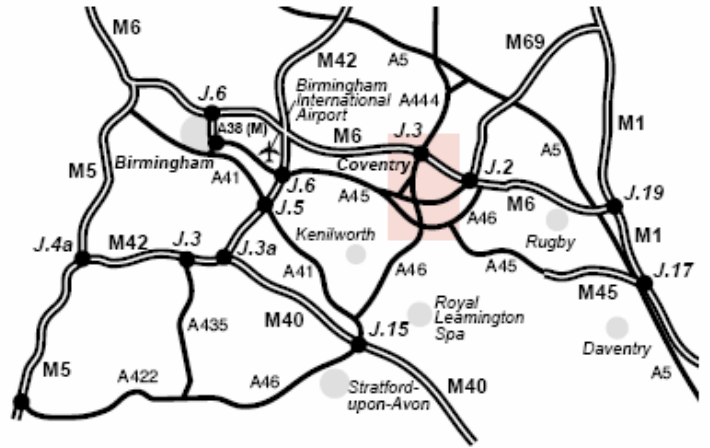 M6
M42
A5
M69
J.6
Birmingham
International
Airport
A444
M1
A38 (M)
M6
J.3
M5
Birmingham
Coventry
J.2
A5
A41
J.6
A45
J.19
J.5
A46
M6
Kenilworth
Rugby
M1
J.4a
M42
J.3
J.3a
A41
A46
A45
J.17
M45
A435
M40
Royal
Leamington
Spa
J.15
Daventry
M5
A422
A46
Stratford-
upon-Avon
M40
A5